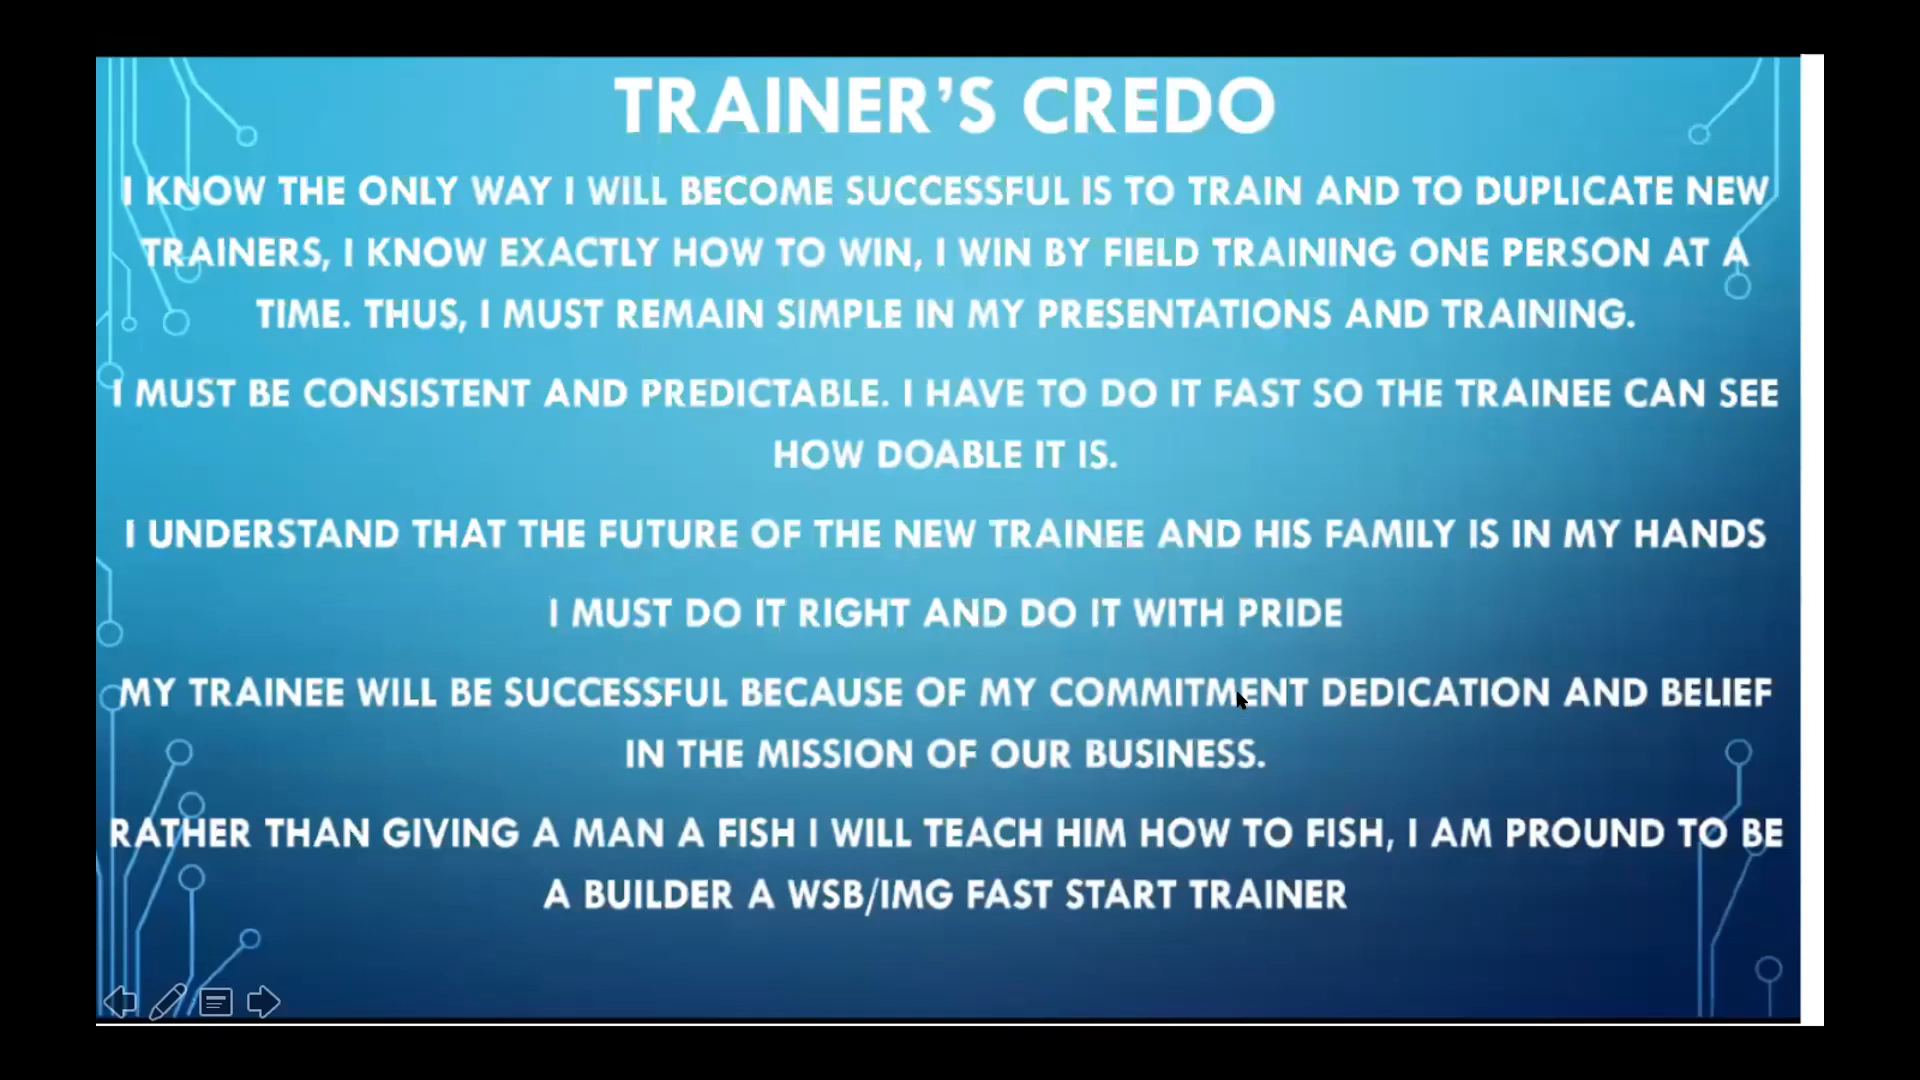 TRAINER'S CREDO
I KNOW THE ONLY WAY I WILL BECOME SUCCESSFUL IS TO TRAIN AND TO DUPLICATE NEW
TRAINERS, I KNOW EXACTLY HOW TO WIN, I WIN BY FIELD TRAINING ONE PERSON AT A
TIME. THUS, I MUST REMAIN SIMPLE IN MY PRESENTATIONS AND TRAINING.
I MUST BE CONSISTENT AND PREDICTABLE. I HAVE TO DO IT FAST SO THE TRAINEE CAN SEE
HOW DOABLE IT IS.
I UNDERSTAND THAT THE FUTURE OF THE NEW TRAINEE AND HIS FAMILY IS IN MY HANDS
I MUST DO IT RIGHT AND DO IT WITH PRIDE
MY TRAINEE WILL BE SUCCESSFUL BECAUSE OF MY COMMITMENT DEDICATION AND BELIEF
IN THE MISSION OF OUR BUSINESS.
RATHER THAN GIVING A MAN A FISH I WILL TEACH HIM HOW TO FISH, I AM PROUND TO BE
A BUILDER A WSB/IMG FAST START TRAINER